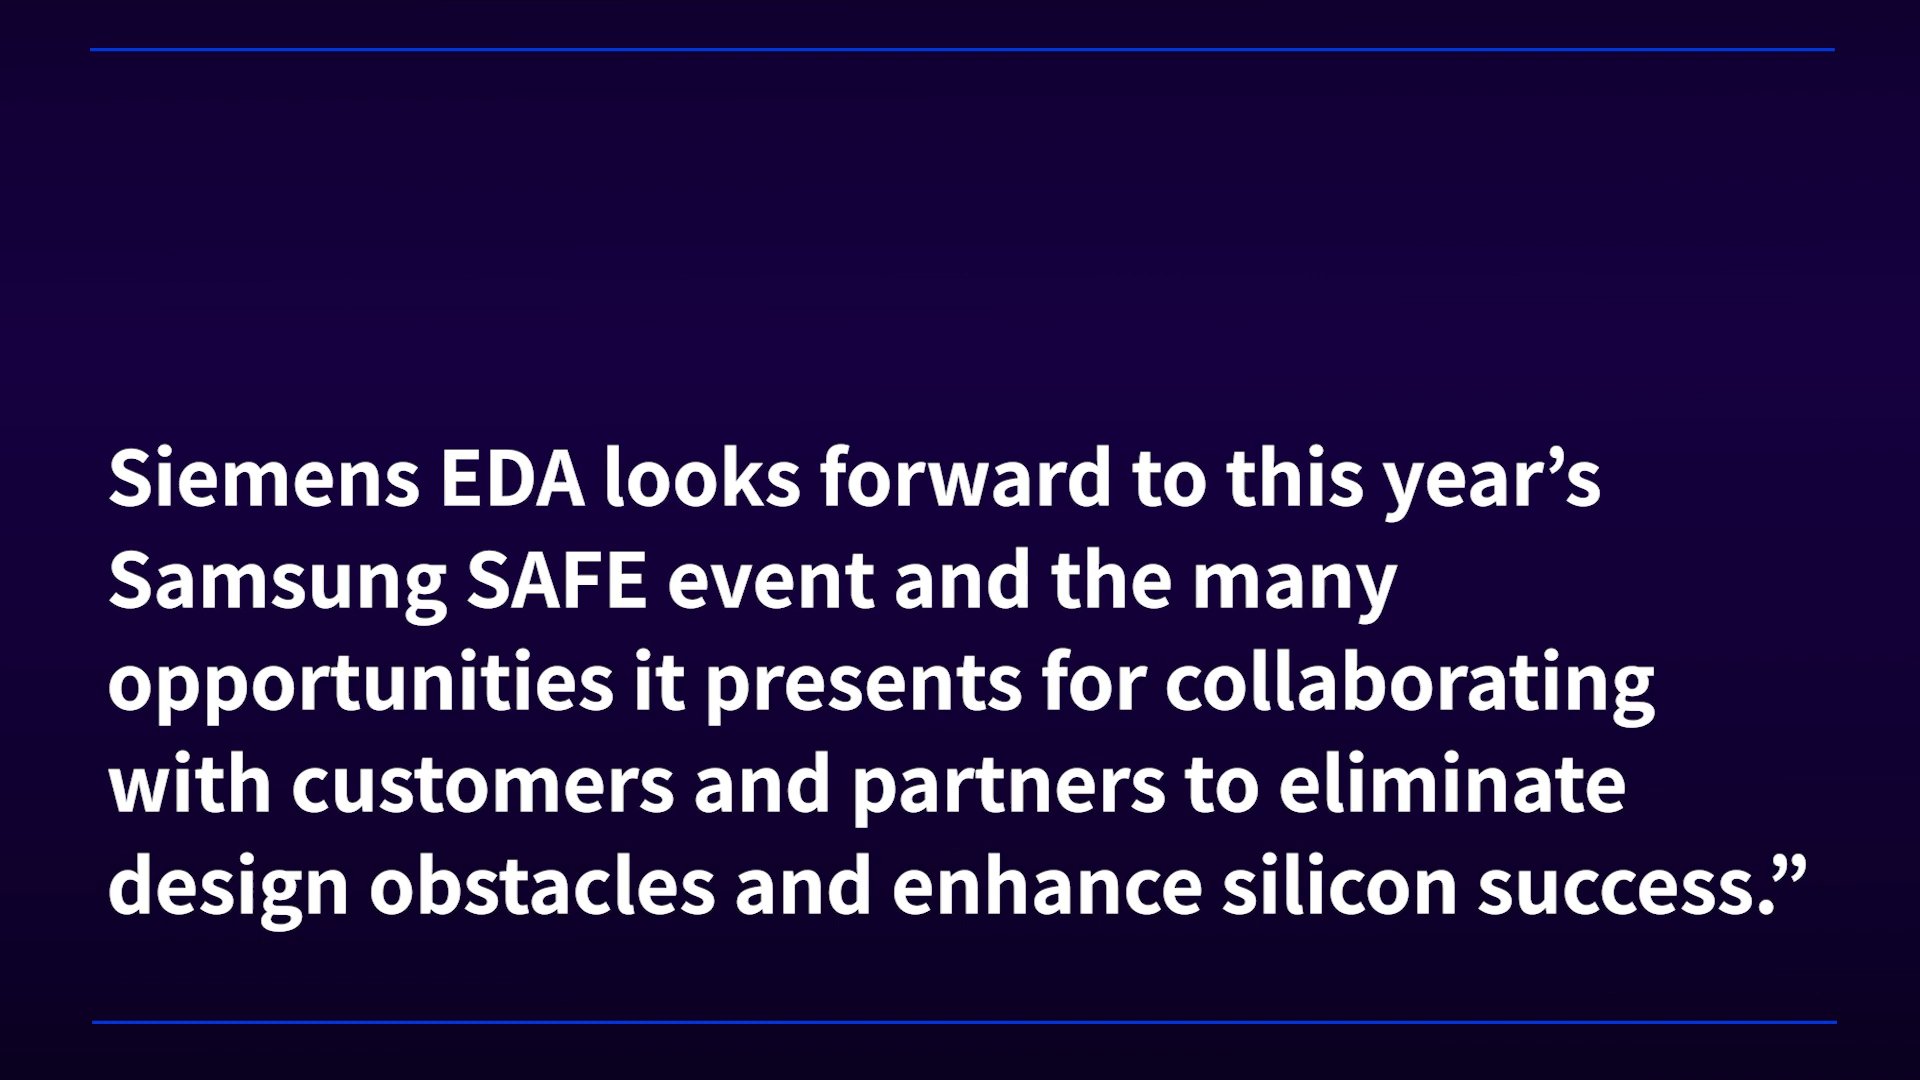 Siemens EDA looks forward to this year’s
Samsung SAFE event and the many
opportunities it presents for collaborating
with customers and partners to eliminate
design obstacles and enhance silicon success.”